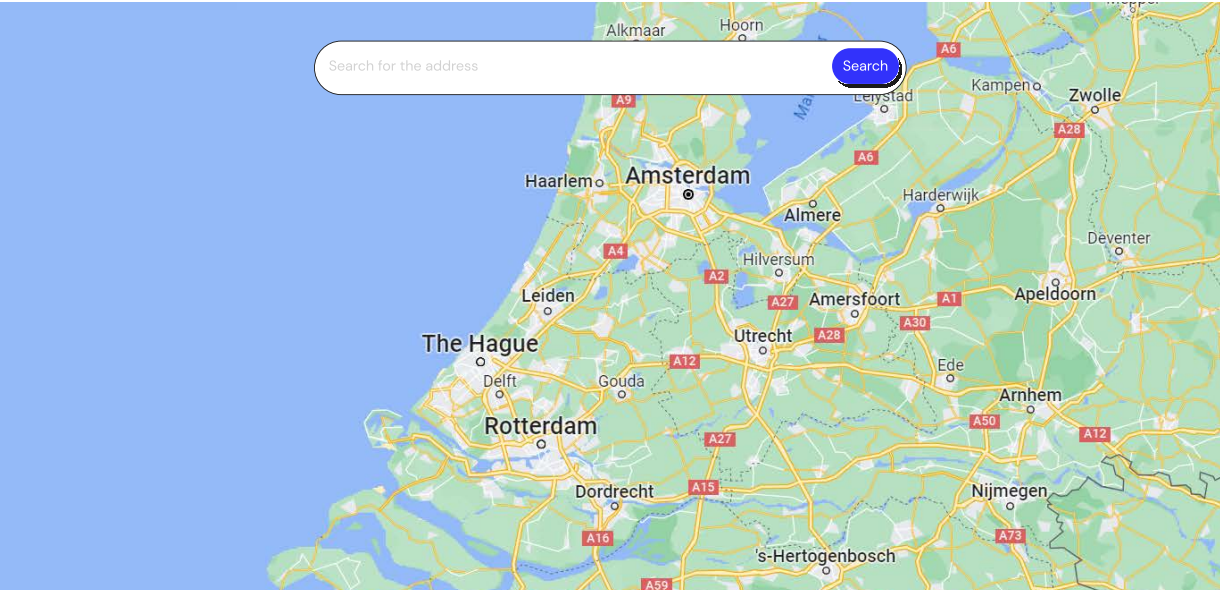 Meppel
Alkmaar
Hoorn
A6
Search for the address
Search
Kampen
Zwolle
A9
Lelystad
A28
A6
Haarlem
Amsterdam
Harderwijk
Almere
Deventer
A4
Hilversum
A2
Leiden
A27
Amersfoort
A1
Apeldoorn
A30
The Hague
Utrecht
A28
A12
Ede
Delft
Gouda
Arnhem
Rotterdam
A50
A27
A12
Dordrecht
A15
Nijmegen
A16
A73
's-Hertogenbosch
A59